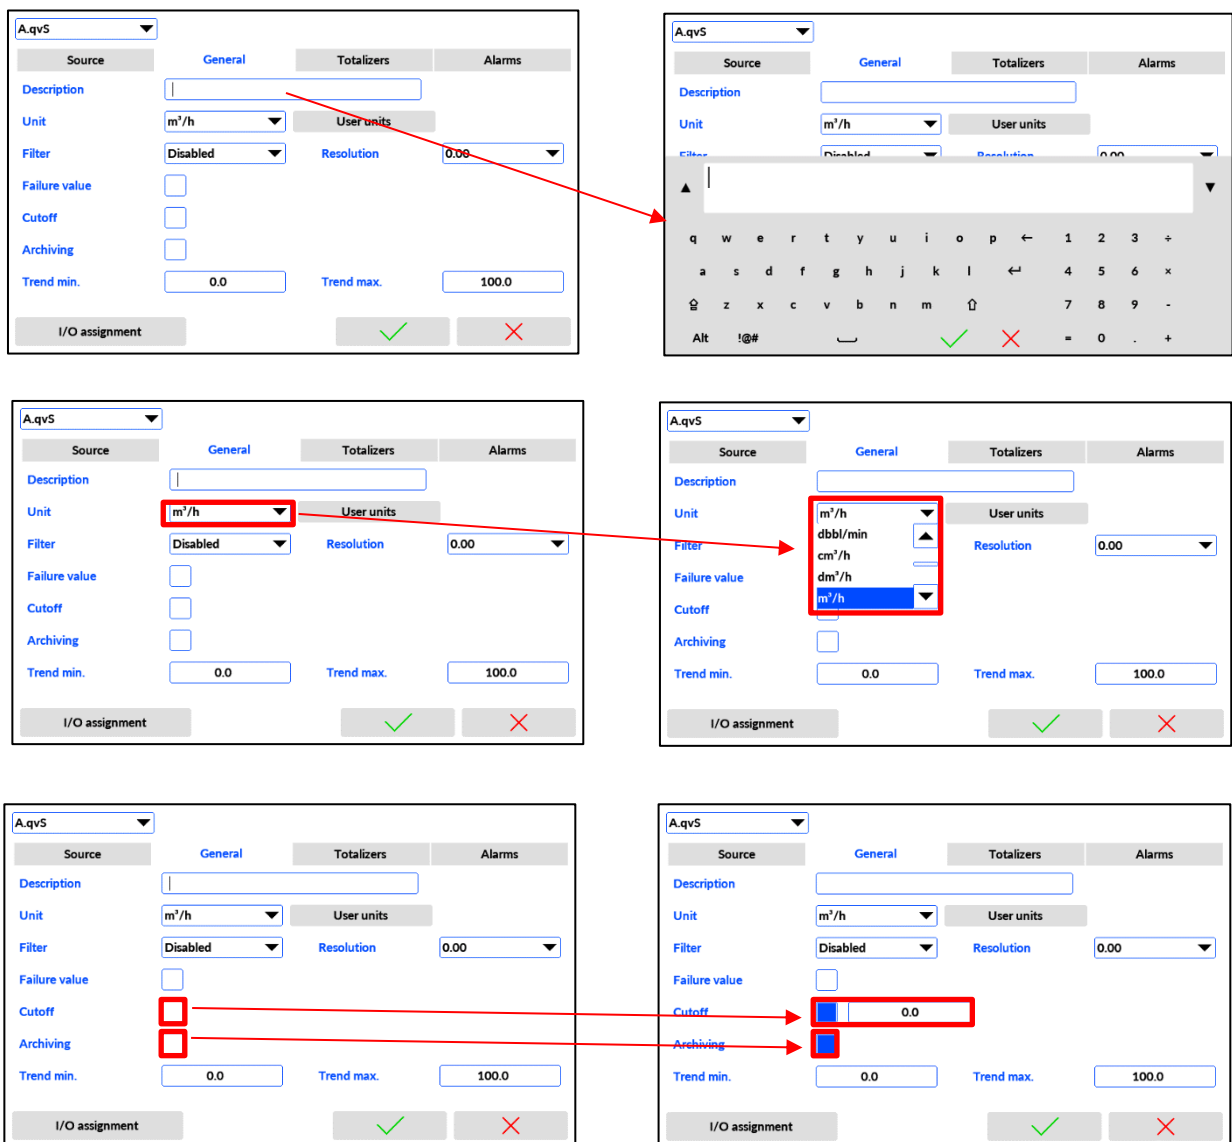 A.qvS
Source General Totalizers Alarms
Description
Unit m³/h User units
Filter Disabled Resolution 0.00
Failure value
Cutoff
Archiving
Trend min. 0.0 Trend max. 100.0
I/O assignment
A.qvS
Source General Totalizers Alarms
Description
Unit m³/h User units
Filter Disabled Resolution 0.00
q w e r t y u i o p ← 1 2 3 ÷
a s d f g h j k l ↵ 4 5 6 ×
z x c v b n m ⇧ 7 8 9 -
Alt !@# = 0 . +
A.qvS
Source General Totalizers Alarms
Description
Unit m³/h User units
Filter Disabled Resolution 0.00
Failure value
Cutoff
Archiving
Trend min. 0.0 Trend max. 100.0
I/O assignment
A.qvS
Source General Totalizers Alarms
Description
Unit m³/h User units
dbbl/min
Filter cm³/h Resolution 0.00
Failure value dm³/h
m³/h
Cutoff
Archiving
Trend min. 0.0 Trend max. 100.0
I/O assignment
A.qvS
Source General Totalizers Alarms
Description
Unit m³/h User units
Filter Disabled Resolution 0.00
Failure value
Cutoff
Archiving
Trend min. 0.0 Trend max. 100.0
I/O assignment
A.qvS
Source General Totalizers Alarms
Description
Unit m³/h User units
Filter Disabled Resolution 0.00
Failure value
Cutoff 0.0
Archiving
Trend min. 0.0 Trend max. 100.0
I/O assignment